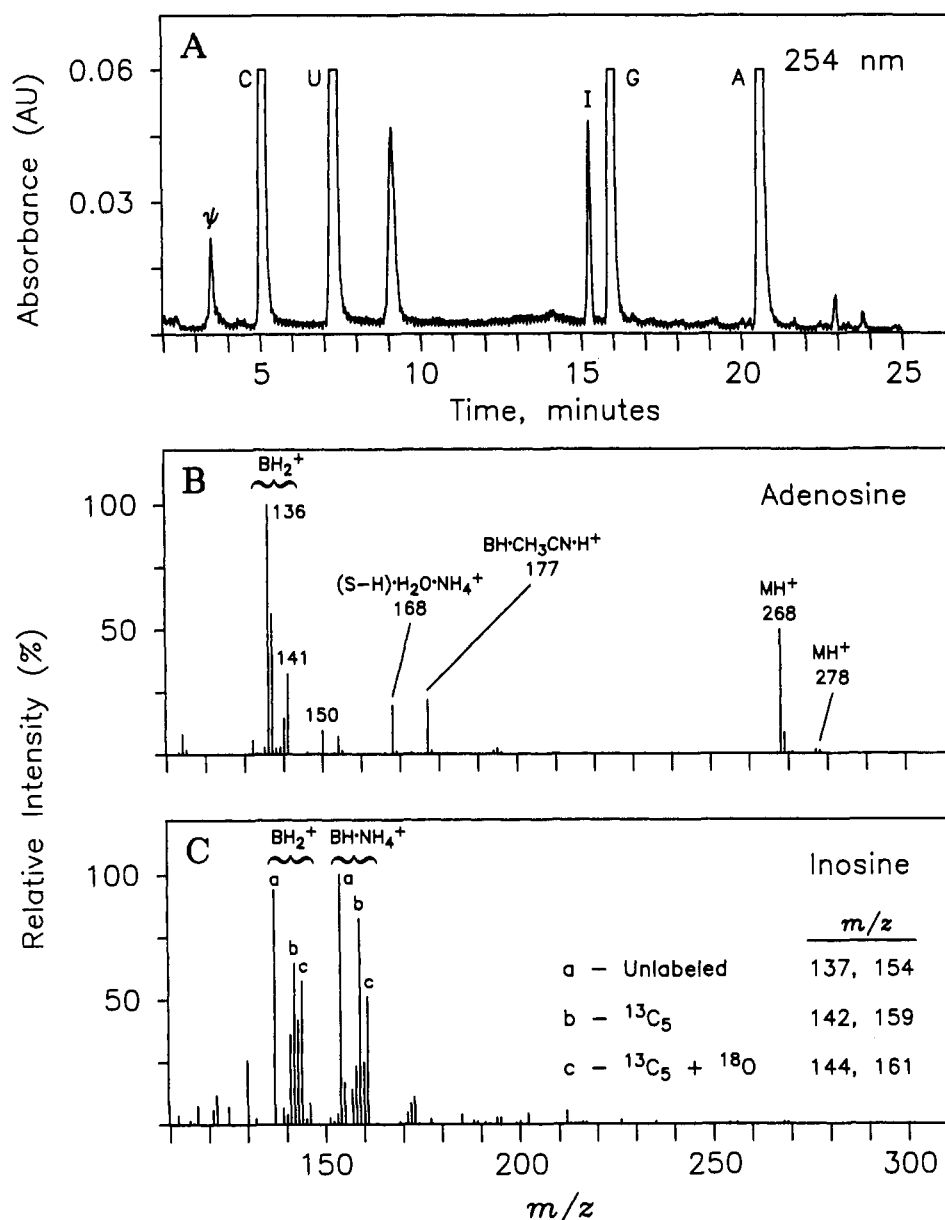 A
254 nm
Absorbance (AU)
0.06
0.03
ψ
C
U
I
G
A
5
10
15
20
25
Time, minutes
Relative Intensity (%)
B
Adenosine
100
50
BH₂⁺
136
141
150
(S–H)·H₂O·NH₄⁺
168
BH·CH₃CN·H⁺
177
MH⁺
268
MH⁺
278
C
Inosine
100
50
BH₂⁺
BH·NH₄⁺
a
b
c
a
b
c
m/z
a – Unlabeled 137, 154
b – ¹³C₅ 142, 159
c – ¹³C₅ + ¹⁸O 144, 161
150
200
250
300
m/z